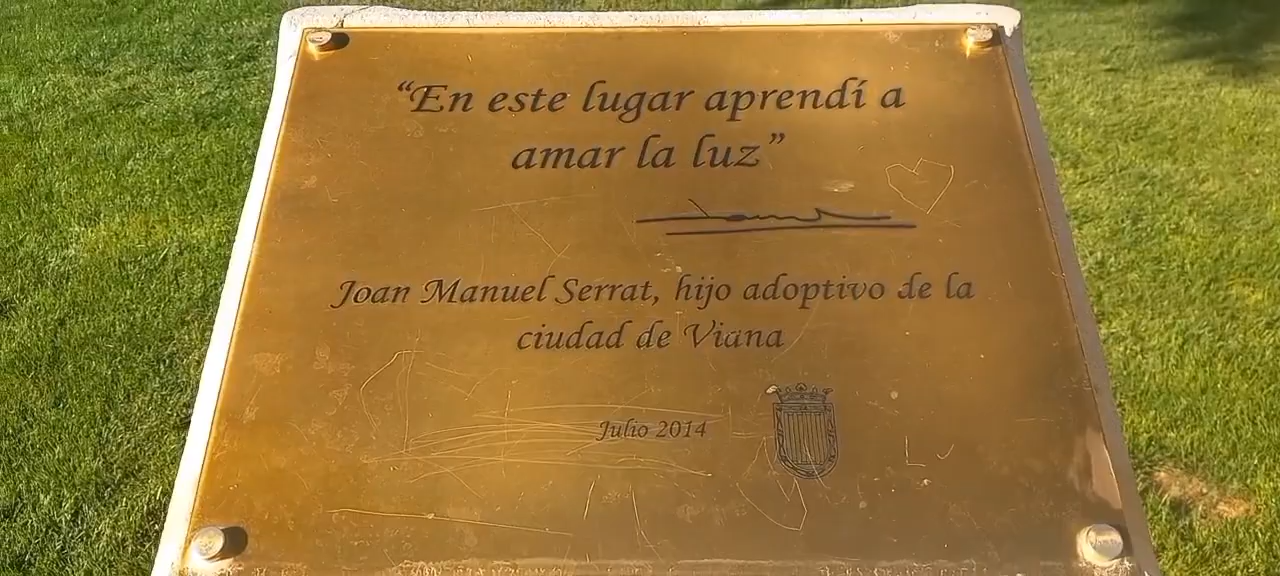 “En este lugar aprendí a
amar la luz”
Joan Manuel Serrat, hijo adoptivo de la
ciudad de Viana
Julio 2014